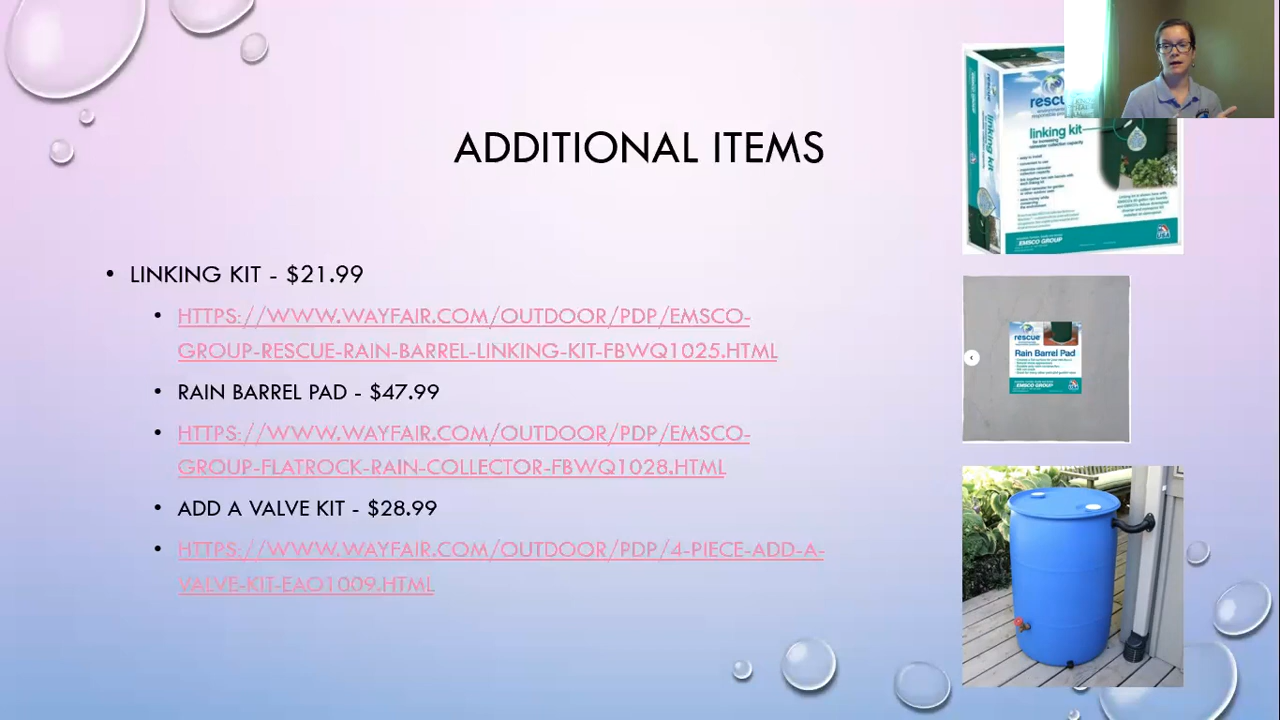 ADDITIONAL ITEMS
• LINKING KIT - $21.99
• HTTPS://WWW.WAYFAIR.COM/OUTDOOR/PDP/EMSCO-
GROUP-RESCUE-RAIN-BARREL-LINKING-KIT-FBWQ1025.HTML
• RAIN BARREL PAD - $47.99
• HTTPS://WWW.WAYFAIR.COM/OUTDOOR/PDP/EMSCO-
GROUP-FLATROCK-RAIN-COLLECTOR-FBWQ1028.HTML
• ADD A VALVE KIT - $28.99
• HTTPS://WWW.WAYFAIR.COM/OUTDOOR/PDP/4-PIECE-ADD-A-
VALVE-KIT-EAO1009.HTML
rescue
linking kit
linking kit
EMSCO GROUP
USA
rescue
Rain Barrel Pad
EMSCO GROUP